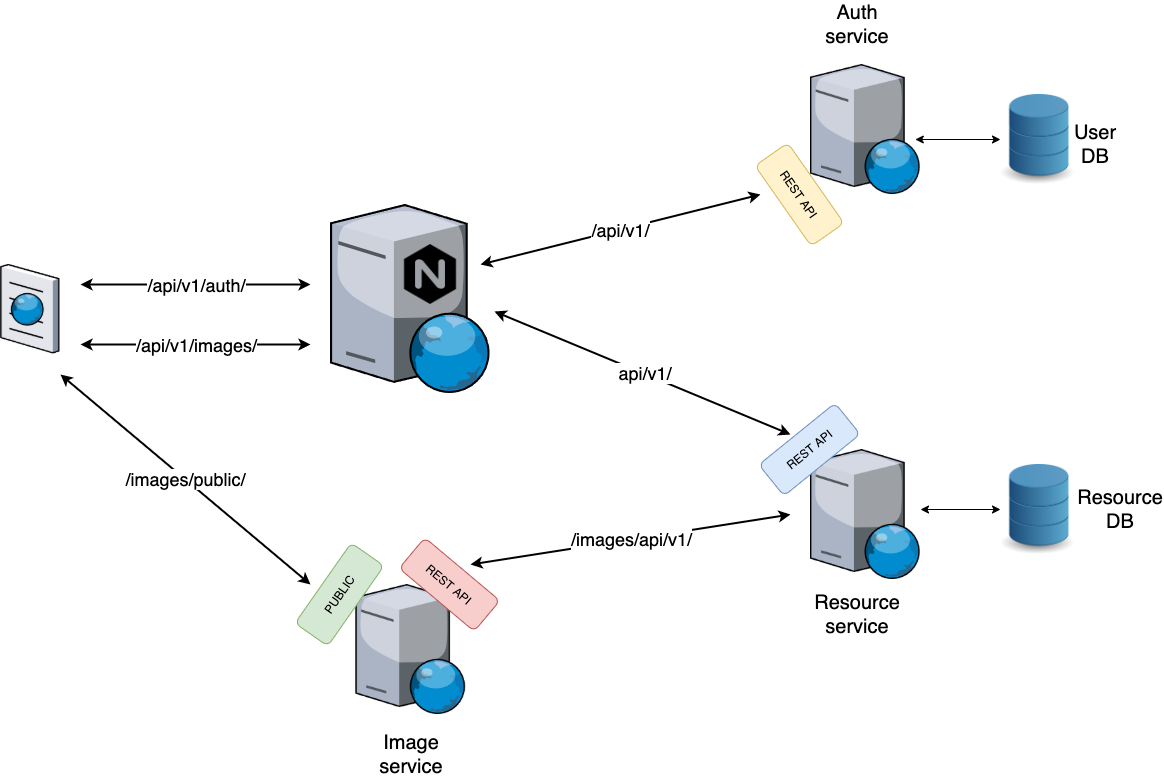 Auth
service
User
DB
REST API
/api/v1/
N
/api/v1/auth/
/api/v1/images/
api/v1/
REST API
/images/public/
Resource
DB
/images/api/v1/
PUBLIC
REST API
Resource
service
Image
service